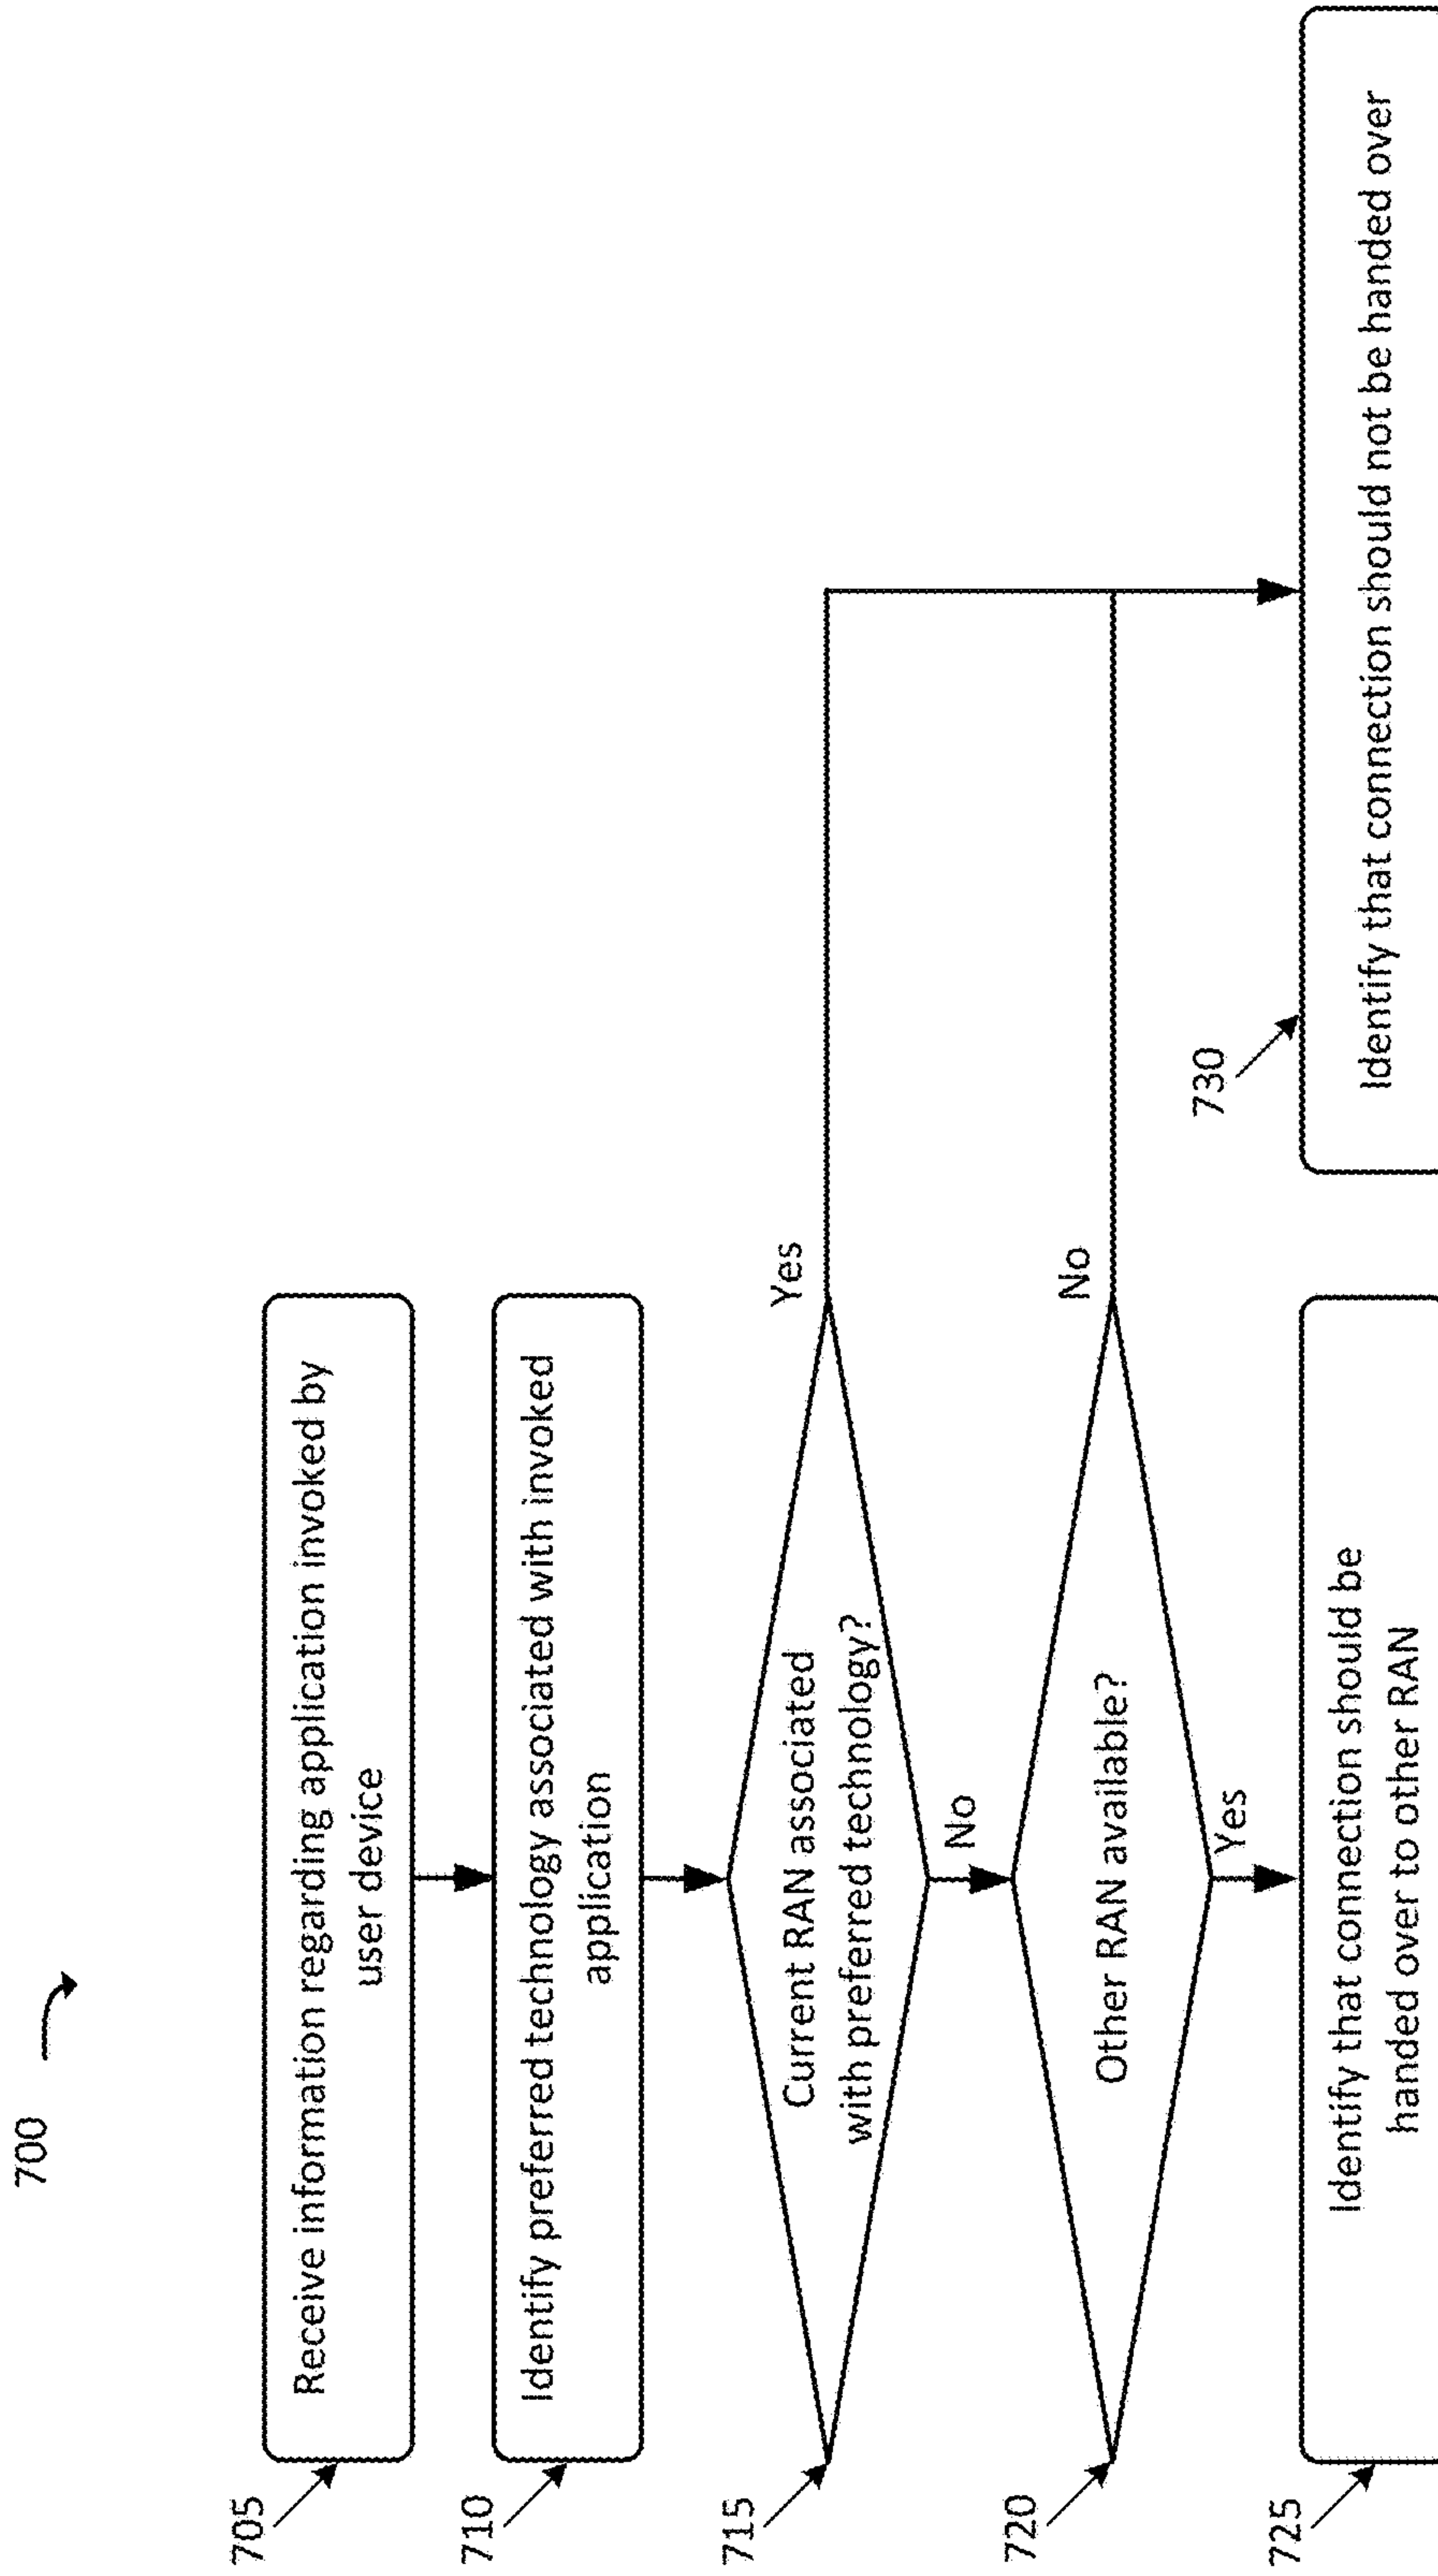 700
705
Receive information regarding application invoked by
user device
710
Identify preferred technology associated with invoked
application
715
Current RAN associated
with preferred technology?
Yes
No
720
Other RAN available?
No
Yes
725
Identify that connection should be
handed over to other RAN
730
Identify that connection should not be handed over